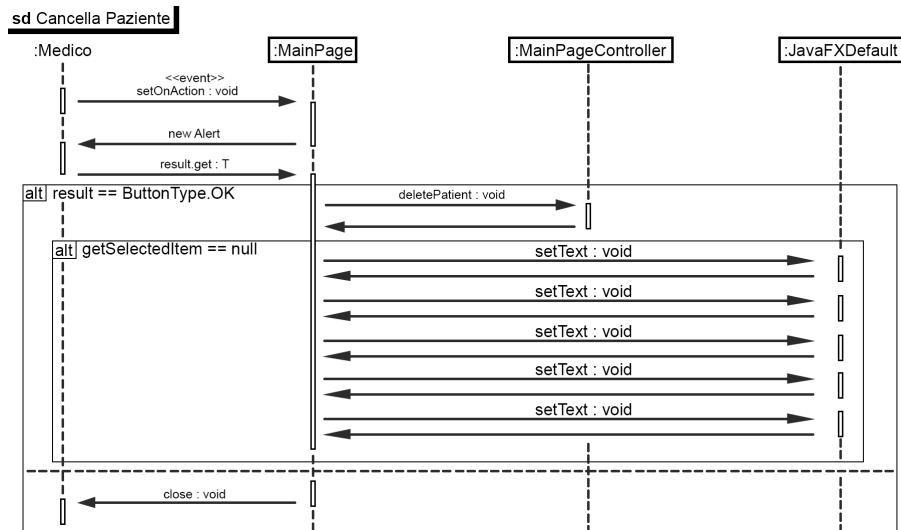 sd Cancella Paziente
:Medico
:MainPage
:MainPageController
:JavaFXDefault
<<event>>
setOnAction : void
new Alert
result.get : T
alt result == ButtonType.OK
deletePatient : void
alt getSelectedItem == null
setText : void
setText : void
setText : void
setText : void
setText : void
close : void